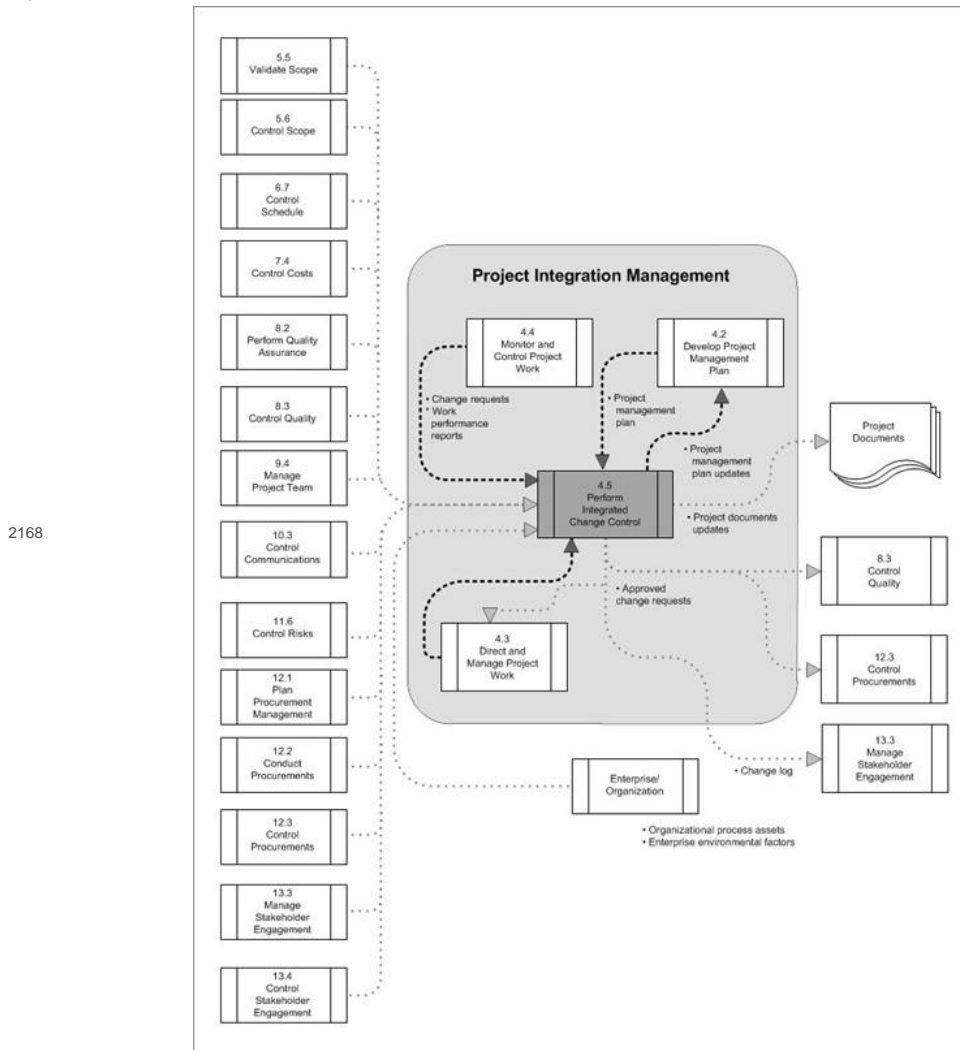 5.5
Validate Scope
5.6
Control Scope
6.7
Control
Schedule
7.4
Control Costs
8.2
Perform Quality
Assurance
8.3
Control Quality
9.4
Manage
Project Team
2168
10.3
Control
Communications
11.6
Control Risks
12.1
Plan
Procurement
Management
12.2
Conduct
Procurements
12.3
Control
Procurements
13.3
Manage
Stakeholder
Engagement
13.4
Control
Stakeholder
Engagement
Project Integration Management
4.4
Monitor and
Control Project
Work
4.2
Develop Project
Management
Plan
• Change requests
• Work
performance
reports
• Project
management
plan
• Project
management
plan updates
4.5
Perform
Integrated
Change Control
• Project documents
updates
• Approved
change requests
4.3
Direct and
Manage Project
Work
Project
Documents
8.3
Control
Quality
12.3
Control
Procurements
13.3
Manage
Stakeholder
Engagement
• Change log
Enterprise/
Organization
• Organizational process assets
• Enterprise environmental factors